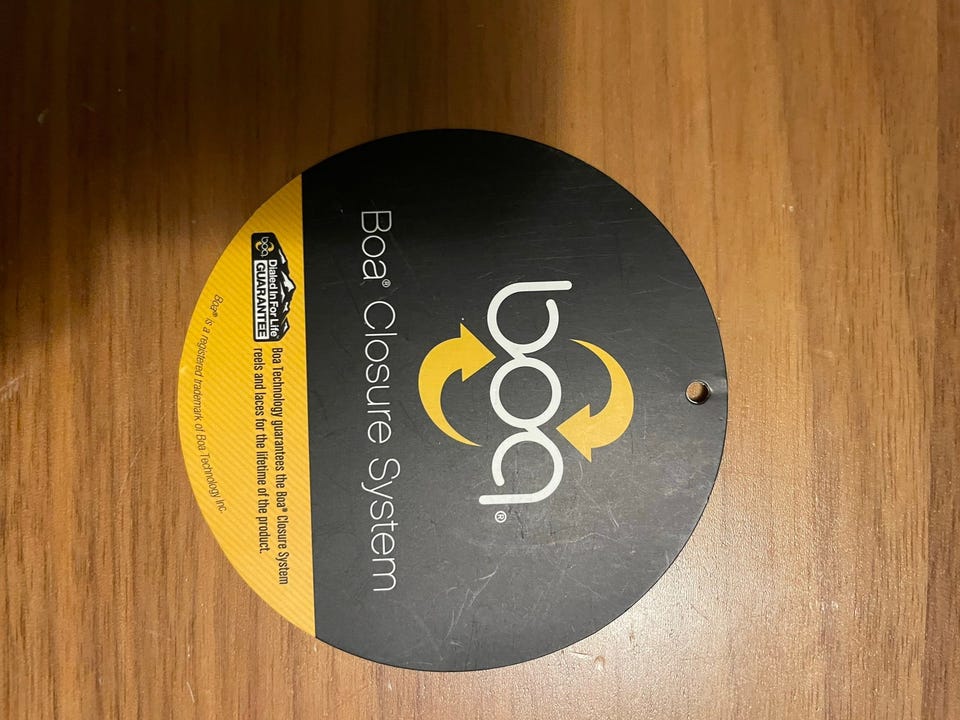 boa®
Boa® Closure System
boa
Dialed In For Life
GUARANTEE
Boa Technology guarantees the Boa® Closure System
reels and laces for the lifetime of the product.
Boa® is a registered trademark of Boa Technology Inc.